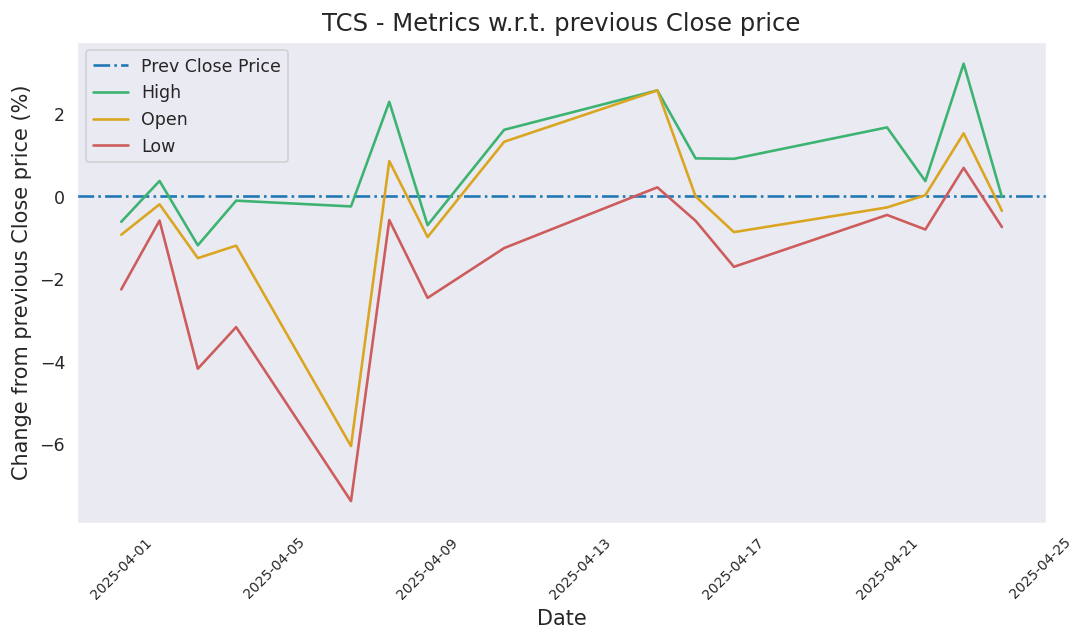 TCS - Metrics w.r.t. previous Close price
Prev Close Price
High
Open
Low
Change from previous Close price (%)
2
0
−2
−4
−6
2025-04-01
2025-04-05
2025-04-09
2025-04-13
2025-04-17
2025-04-21
2025-04-25
Date